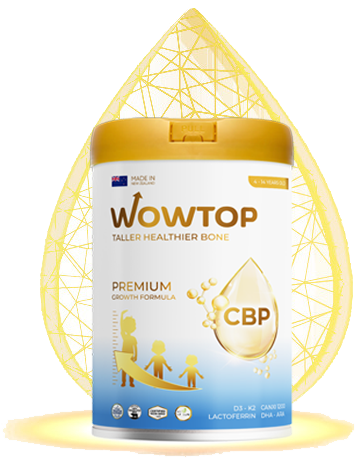 MADE IN
NEW ZEALAND
WOWTOP
TALLER HEALTHIER BONE
PREMIUM
GROWTH FORMULA
CBP
D3 - K2
LACTOFERRIN
DHA - ARA